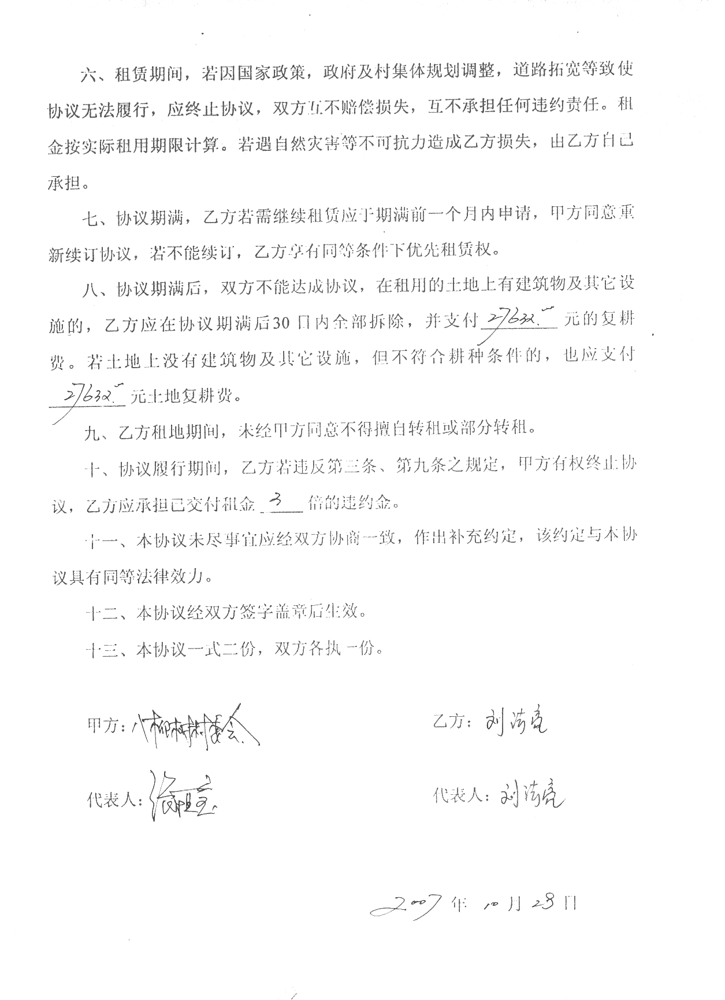 六、租赁期间，若因国家政策，政府及村集体规划调整，道路拓宽等致使
协议无法履行，应终止协议，双方互不赔偿损失，互不承担任何违约责任。租
金按实际租用期限计算。若遇自然灾害等不可抗力造成乙方损失，由乙方自己
承担。
七、协议期满，乙方若需继续租赁应于期满前一个月内申请，甲方同意重
新续订协议，若不能续订，乙方享有同等条件下优先租赁权。
八、协议期满后，双方不能达成协议，在租用的土地上有建筑物及其它设
施的，乙方应在协议期满后30日内全部拆除，并支付 27632. 元的复耕
费。若土地上没有建筑物及其它设施，但不符合耕种条件的，也应支付
27632. 元土地复耕费。
九、乙方租地期间，未经甲方同意不得擅自转租或部分转租。
十、协议履行期间，乙方若违反第三条、第九条之规定，甲方有权终止协
议，乙方应承担已交付租金 3 倍的违约金。
十一、本协议未尽事宜应经双方协商一致，作出补充约定，该约定与本协
议具有同等法律效力。
十二、本协议经双方签字盖章后生效。
十三、本协议一式二份，双方各执一份。
甲方：八柳树村村委会 乙方：刘涛亮
代表人： 代表人：刘涛亮
2007年10月28日